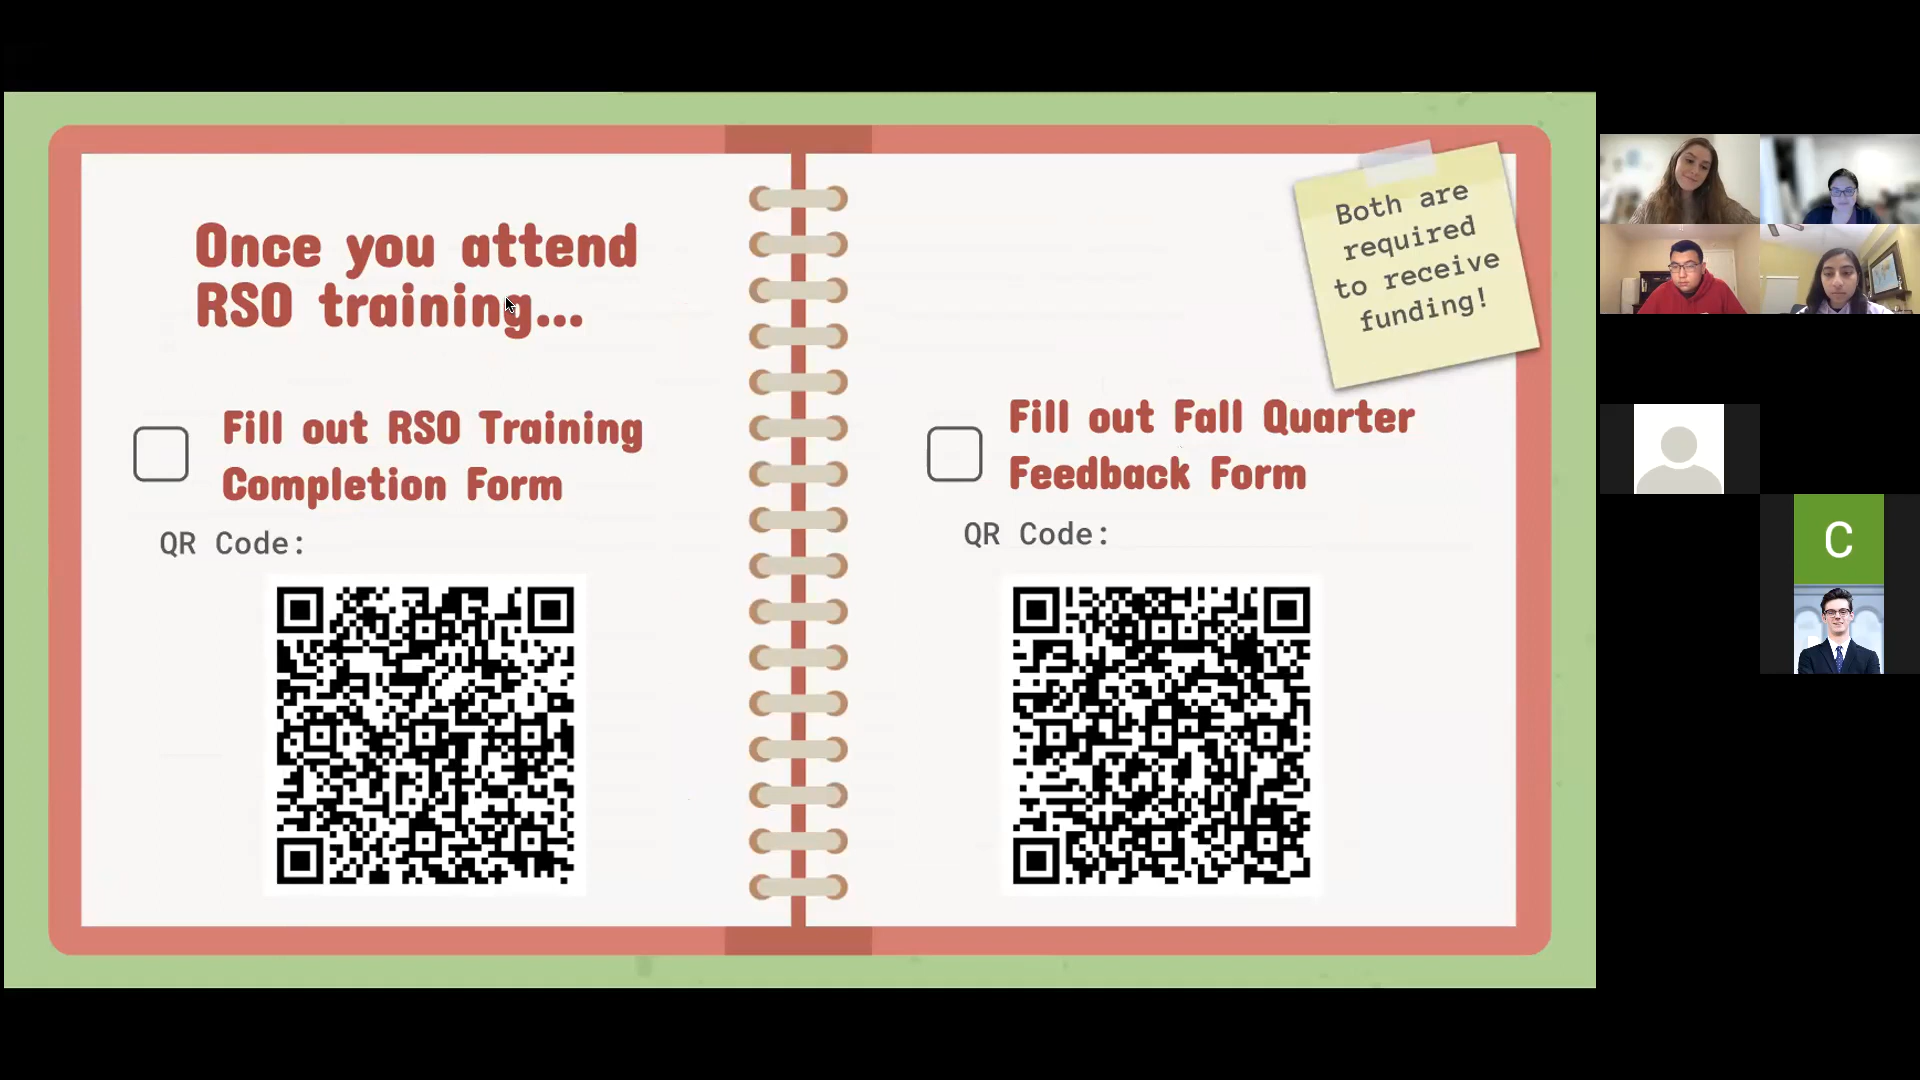 Once you attend
RSO training...
Fill out RSO Training
Completion Form
QR Code:
Both are
required
to receive
funding!
Fill out Fall Quarter
Feedback Form
QR Code:
C